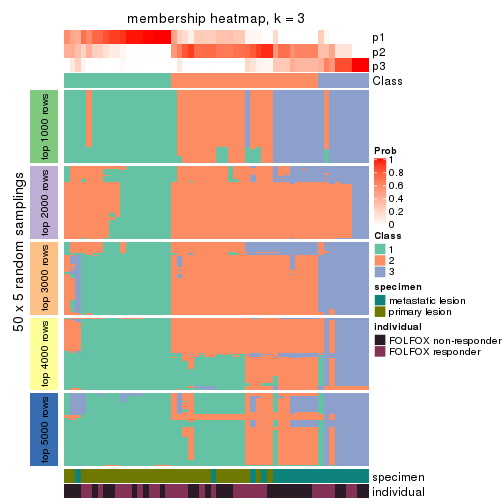 membership heatmap, k = 3
p1
p2
p3
Class
50 x 5 random samplings
top 1000 rows
top 2000 rows
top 3000 rows
top 4000 rows
top 5000 rows
specimen
individual
Prob
1
0.8
0.6
0.4
0.2
0
Class
1
2
3
specimen
metastatic lesion
primary lesion
individual
FOLFOX non-responder
FOLFOX responder